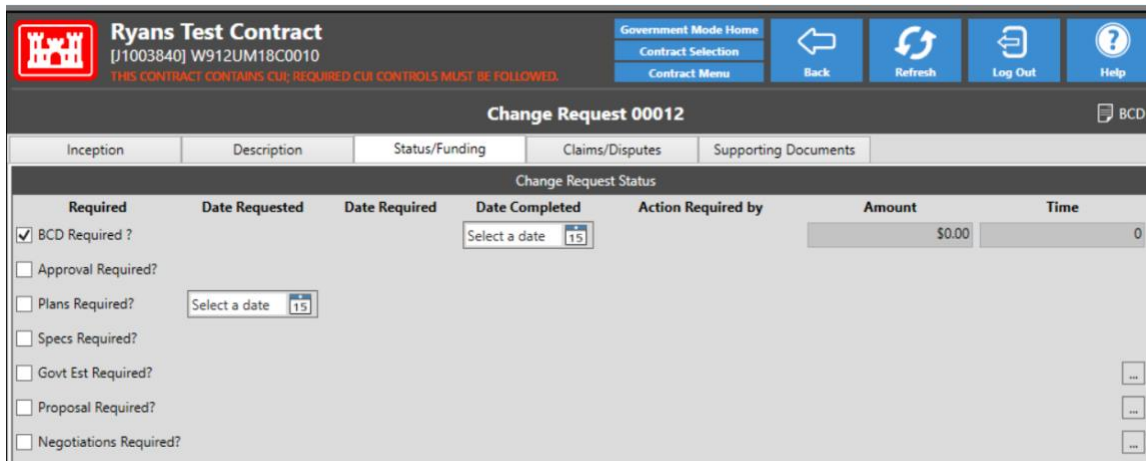 Ryans Test Contract
[J1003840] W912UM18C0010
THIS CONTRACT CONTAINS CUI; REQUIRED CUI CONTROLS MUST BE FOLLOWED.
Government Mode Home
Contract Selection
Contract Menu
Back
Refresh
Log Out
Help
Change Request 00012
BCD
Inception Description Status/Funding Claims/Disputes Supporting Documents
Change Request Status
Required Date Requested Date Required Date Completed Action Required by Amount Time
BCD Required ? Select a date 15 $0.00 0
Approval Required?
Plans Required? Select a date 15
Specs Required?
Govt Est Required? ...
Proposal Required? ...
Negotiations Required? ...